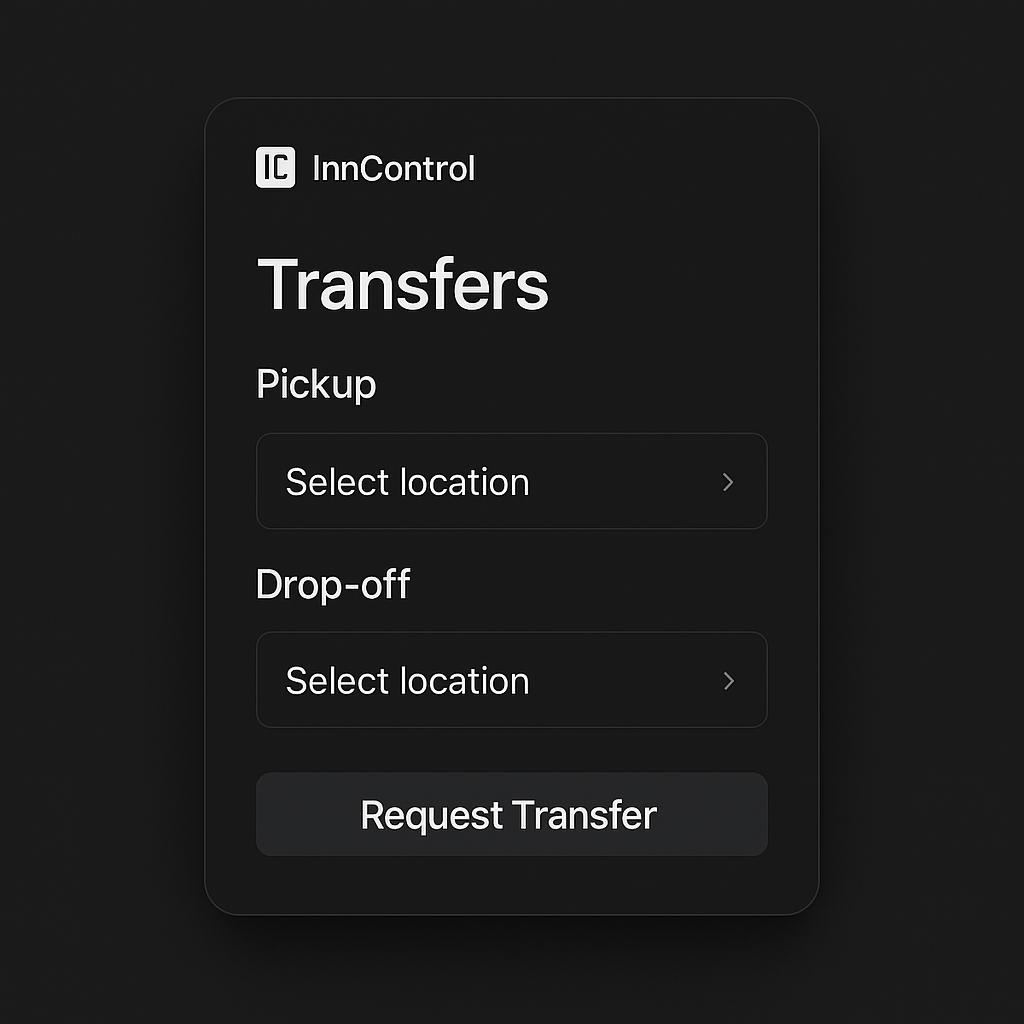 IC InnControl
Transfers
Pickup
Select location
Drop-off
Select location
Request Transfer